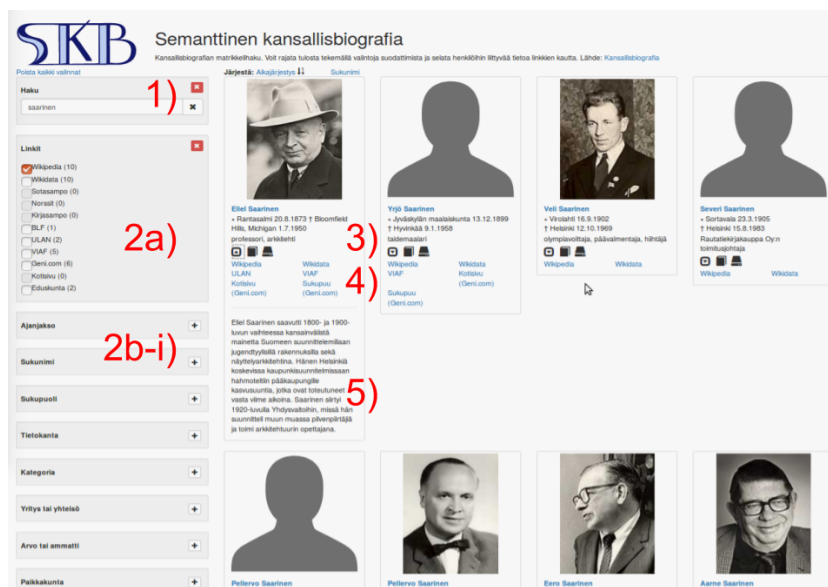 SKB
Semanttinen kansallisbiografia
Kansallisbiografian matrikkelihaku. Voit rajata tulosta tekemällä valintoja suodattimista ja selata henkilöihin liittyvää tietoa linkkien kautta. Lähde: Kansallisbiografia
Poista kaikki valinnat
Järjestä: Aikajärjestys Sukunimi
Haku
1)
saarinen
Linkit
Wikipedia (10)
Wikidata (10)
Sotasampo (0)
Norssit (0)
Kirjasampo (0)
BLF (1)
ULAN (2)
VIAF (5)
Geni.com (6)
Kotisivu (0)
Eduskunta (2)
2a)
Ajanjakso
2b-i)
Sukunimi
Sukupuoli
Tietokanta
Kategoria
Yritys tai yhteisö
Arvo tai ammatti
Paikkakunta
Eliel Saarinen
* Rantasalmi 20.8.1873 † Bloomfield
Hills, Michigan 1.7.1950
professori, arkkitehti
Wikipedia Wikidata
ULAN VIAF
Kotisivu Sukupuu
(Geni.com) (Geni.com)
Eliel Saarinen saavutti 1800- ja 1900-
luvun vaihteessa kansainvälistä
mainetta Suomeen suunnittelemillaan
jugendtyylisillä rakennuksilla sekä
näyttelyarkkitehtina. Hänen Helsinkiä
koskevissa kaupunkisuunnitelmissaan
hahmoteltiin pääkaupungille
kasvusuuntia, jotka ovat toteutuneet
vasta viime aikoina. Saarinen siirtyi
1920-luvulla Yhdysvaltoihin, missä hän
suunnitteli muun muassa pilvenpiirtäjiä
ja toimi arkkitehtuurin opettajana.
3)
4)
5)
Yrjö Saarinen
* Jyväskylän maalaiskunta 13.12.1899
† Hyvinkää 9.1.1958
taidemaalari
Wikipedia Wikidata
VIAF Kotisivu
(Geni.com)
Sukupuu
(Geni.com)
Veli Saarinen
* Virolahti 16.9.1902
† Helsinki 12.10.1969
olympiavoittaja, päävalmentaja, hiihtäjä
Wikipedia Wikidata
Severi Saarinen
* Sortavala 23.3.1905
† Helsinki 15.8.1983
Rautatiekirjakauppa Oy:n
toimitusjohtaja
Wikipedia Wikidata
Pellervo Saarinen
Pellervo Saarinen
Eero Saarinen
Aarne Saarinen